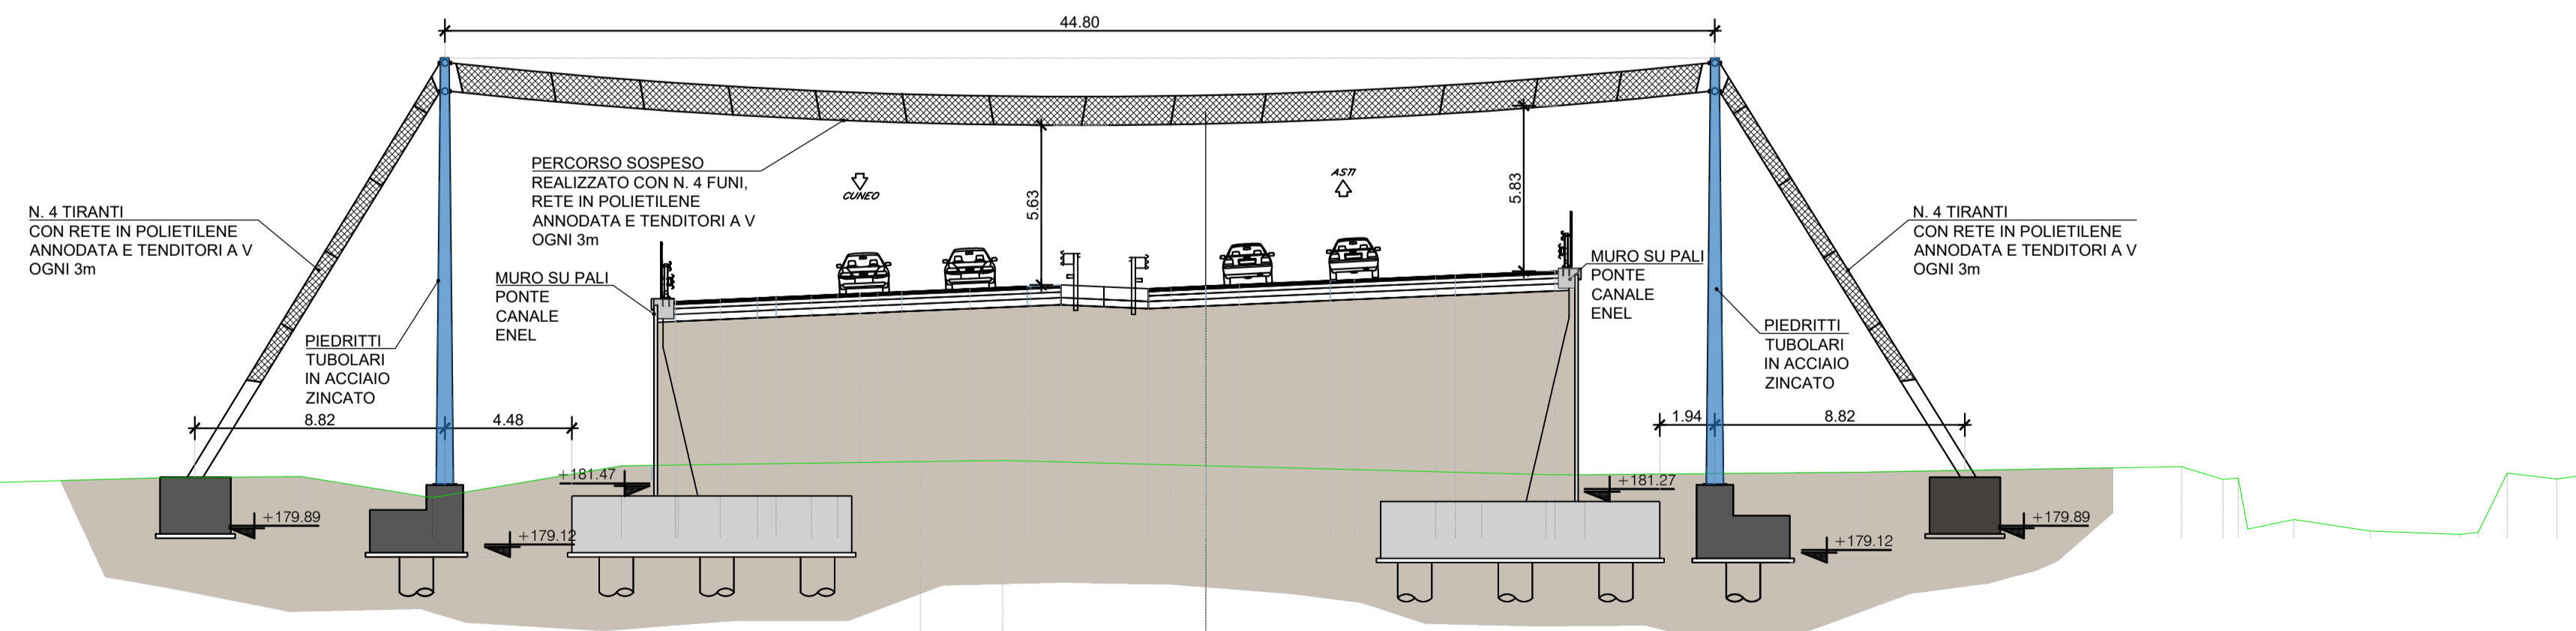 44.80
PERCORSO SOSPESO
REALIZZATO CON N. 4 FUNI,
RETE IN POLIETILENE
ANNODATA E TENDITORI A V
OGNI 3m
CUNEO
5.63
ASTI
5.83
N. 4 TIRANTI
CON RETE IN POLIETILENE
ANNODATA E TENDITORI A V
OGNI 3m
N. 4 TIRANTI
CON RETE IN POLIETILENE
ANNODATA E TENDITORI A V
OGNI 3m
MURO SU PALI
PONTE
CANALE
ENEL
MURO SU PALI
PONTE
CANALE
ENEL
PIEDRITTI
TUBOLARI
IN ACCIAIO
ZINCATO
PIEDRITTI
TUBOLARI
IN ACCIAIO
ZINCATO
8.82
4.48
1.94
8.82
+181.47
+181.27
+179.89
+179.12
+179.12
+179.89